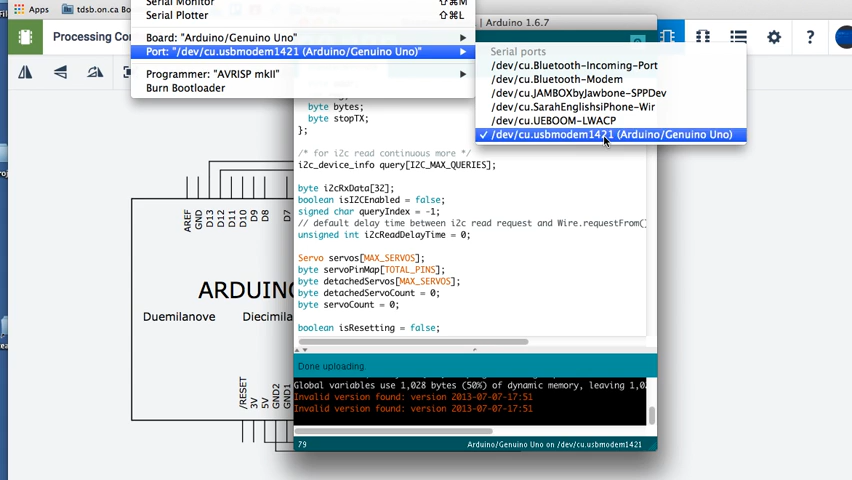 Serial Monitor ⇧⌘M
Serial Plotter ⇧⌘L
| Arduino 1.6.7
Apps tdsb.on.ca Bo
Processing Con
Board: "Arduino/Genuino Uno"
Port: "/dev/cu.usbmodem1421 (Arduino/Genuino Uno)"
Programmer: "AVRISP mkII"
Burn Bootloader
Serial ports
/dev/cu.Bluetooth-Incoming-Port
/dev/cu.Bluetooth-Modem
/dev/cu.JAMBOXbyJawbone-SPPDev
/dev/cu.SarahEnglishsiPhone-Wir
/dev/cu.UEBOOM-LWACP
✓ /dev/cu.usbmodem1421 (Arduino/Genuino Uno)
?
byte bytes;
byte stopTX;
};
/* for i2c read continuous more */
i2c_device_info query[I2C_MAX_QUERIES];
byte i2cRxData[32];
boolean isI2CEnabled = false;
signed char queryIndex = -1;
// default delay time between i2c read request and Wire.requestFrom()
unsigned int i2cReadDelayTime = 0;
Servo servos[MAX_SERVOS];
byte servoPinMap[TOTAL_PINS];
byte detachedServos[MAX_SERVOS];
byte detachedServoCount = 0;
byte servoCount = 0;
boolean isResetting = false;
Done uploading.
Global variables use 1,028 bytes (50%) of dynamic memory, leaving 1,0
Invalid version found: version 2013-07-07-17:51
Invalid version found: version 2013-07-07-17:51
79 Arduino/Genuino Uno on /dev/cu.usbmodem1421
AREF
GND
D13
D12
D11
D10
D9
D8
D7
ARDUINO
Duemilanove Diecimila
/RESET
3V
5V
GND2
GND1